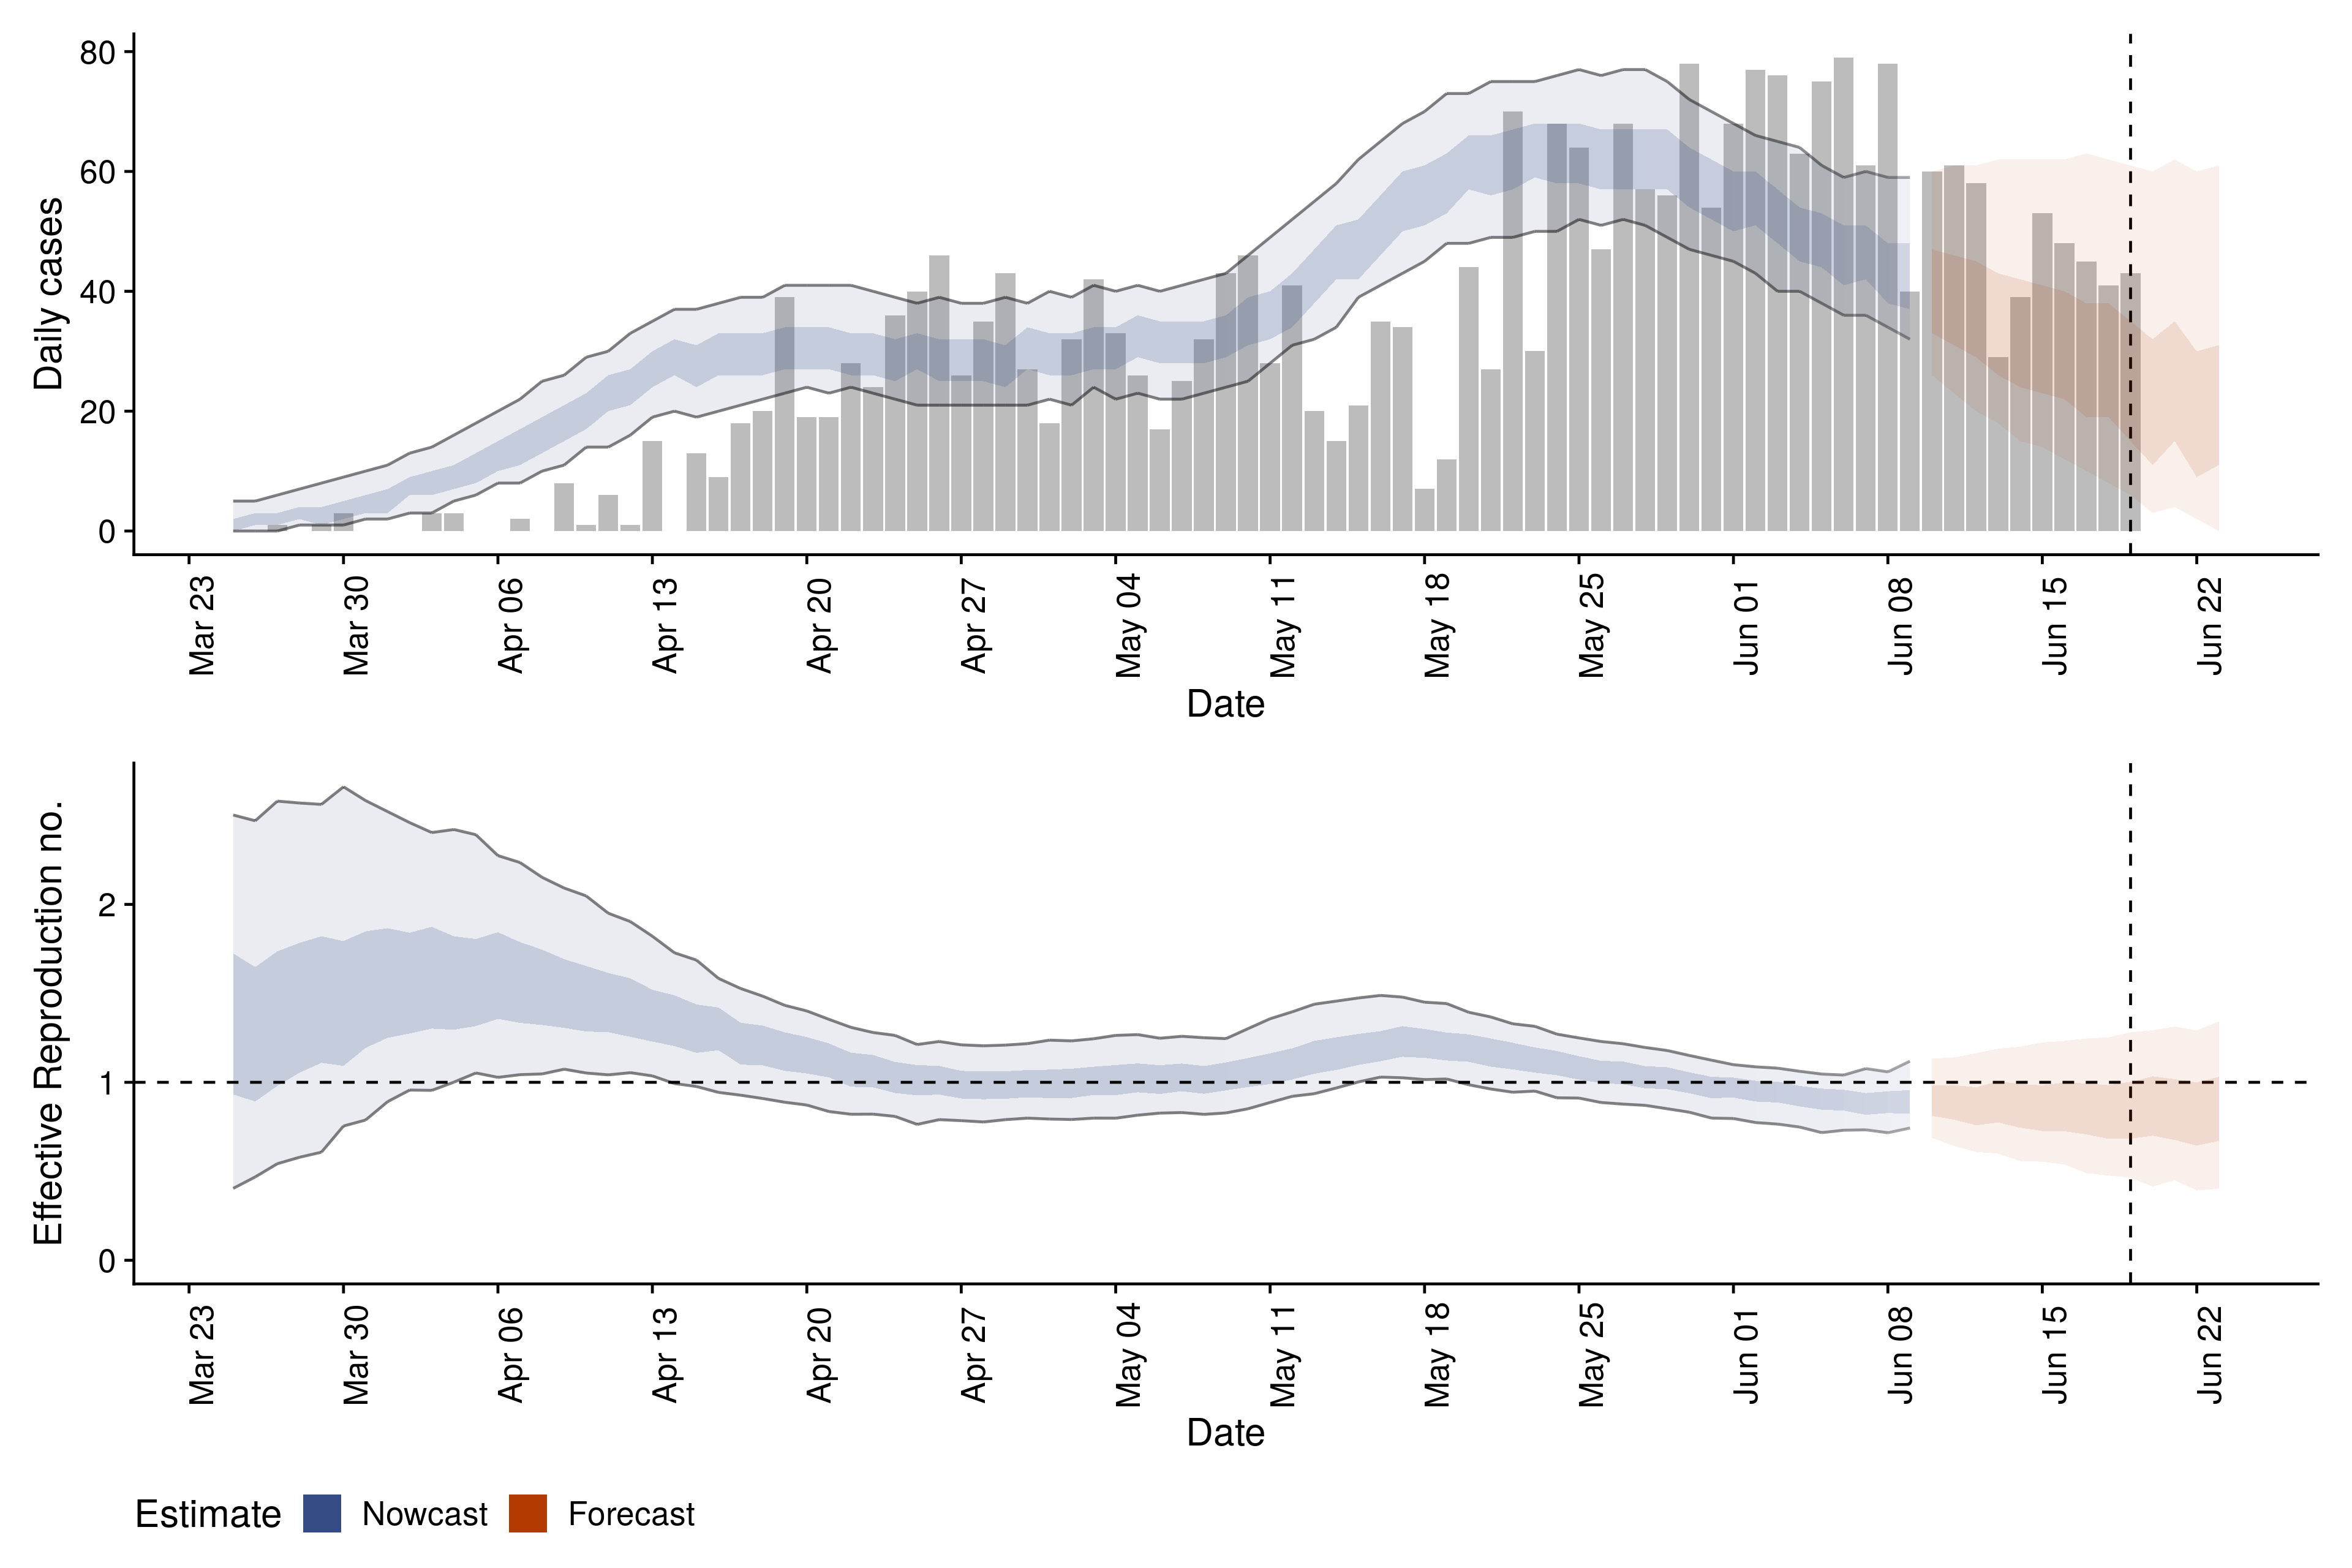 Daily cases
80
60
40
20
0
Mar 23
Mar 30
Apr 06
Apr 13
Apr 20
Apr 27
May 04
May 11
May 18
May 25
Jun 01
Jun 08
Jun 15
Jun 22
Date
Effective Reproduction no.
2
1
0
Mar 23
Mar 30
Apr 06
Apr 13
Apr 20
Apr 27
May 04
May 11
May 18
May 25
Jun 01
Jun 08
Jun 15
Jun 22
Date
Estimate Nowcast Forecast